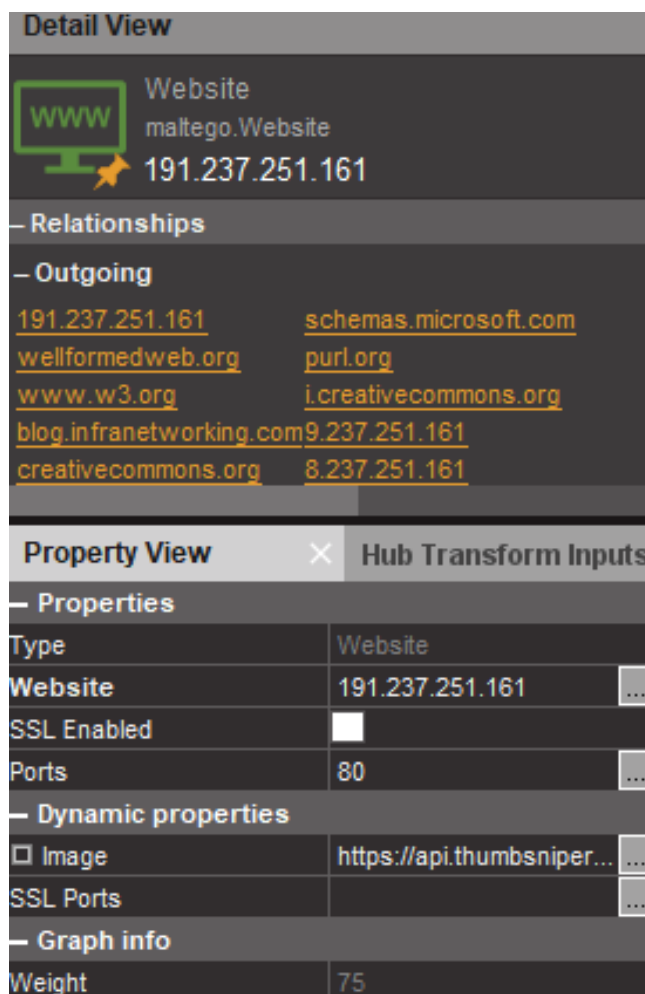 Detail View
WWW
Website
maltego.Website
191.237.251.161
– Relationships
– Outgoing
191.237.251.161 schemas.microsoft.com
wellformedweb.org purl.org
www.w3.org i.creativecommons.org
blog.infranetworking.com 9.237.251.161
creativecommons.org 8.237.251.161
Property View × Hub Transform Inputs
– Properties
Type Website
Website 191.237.251.161 ...
SSL Enabled
Ports 80 ...
– Dynamic properties
Image https://api.thumbsniper... ...
SSL Ports ...
– Graph info
Weight 75